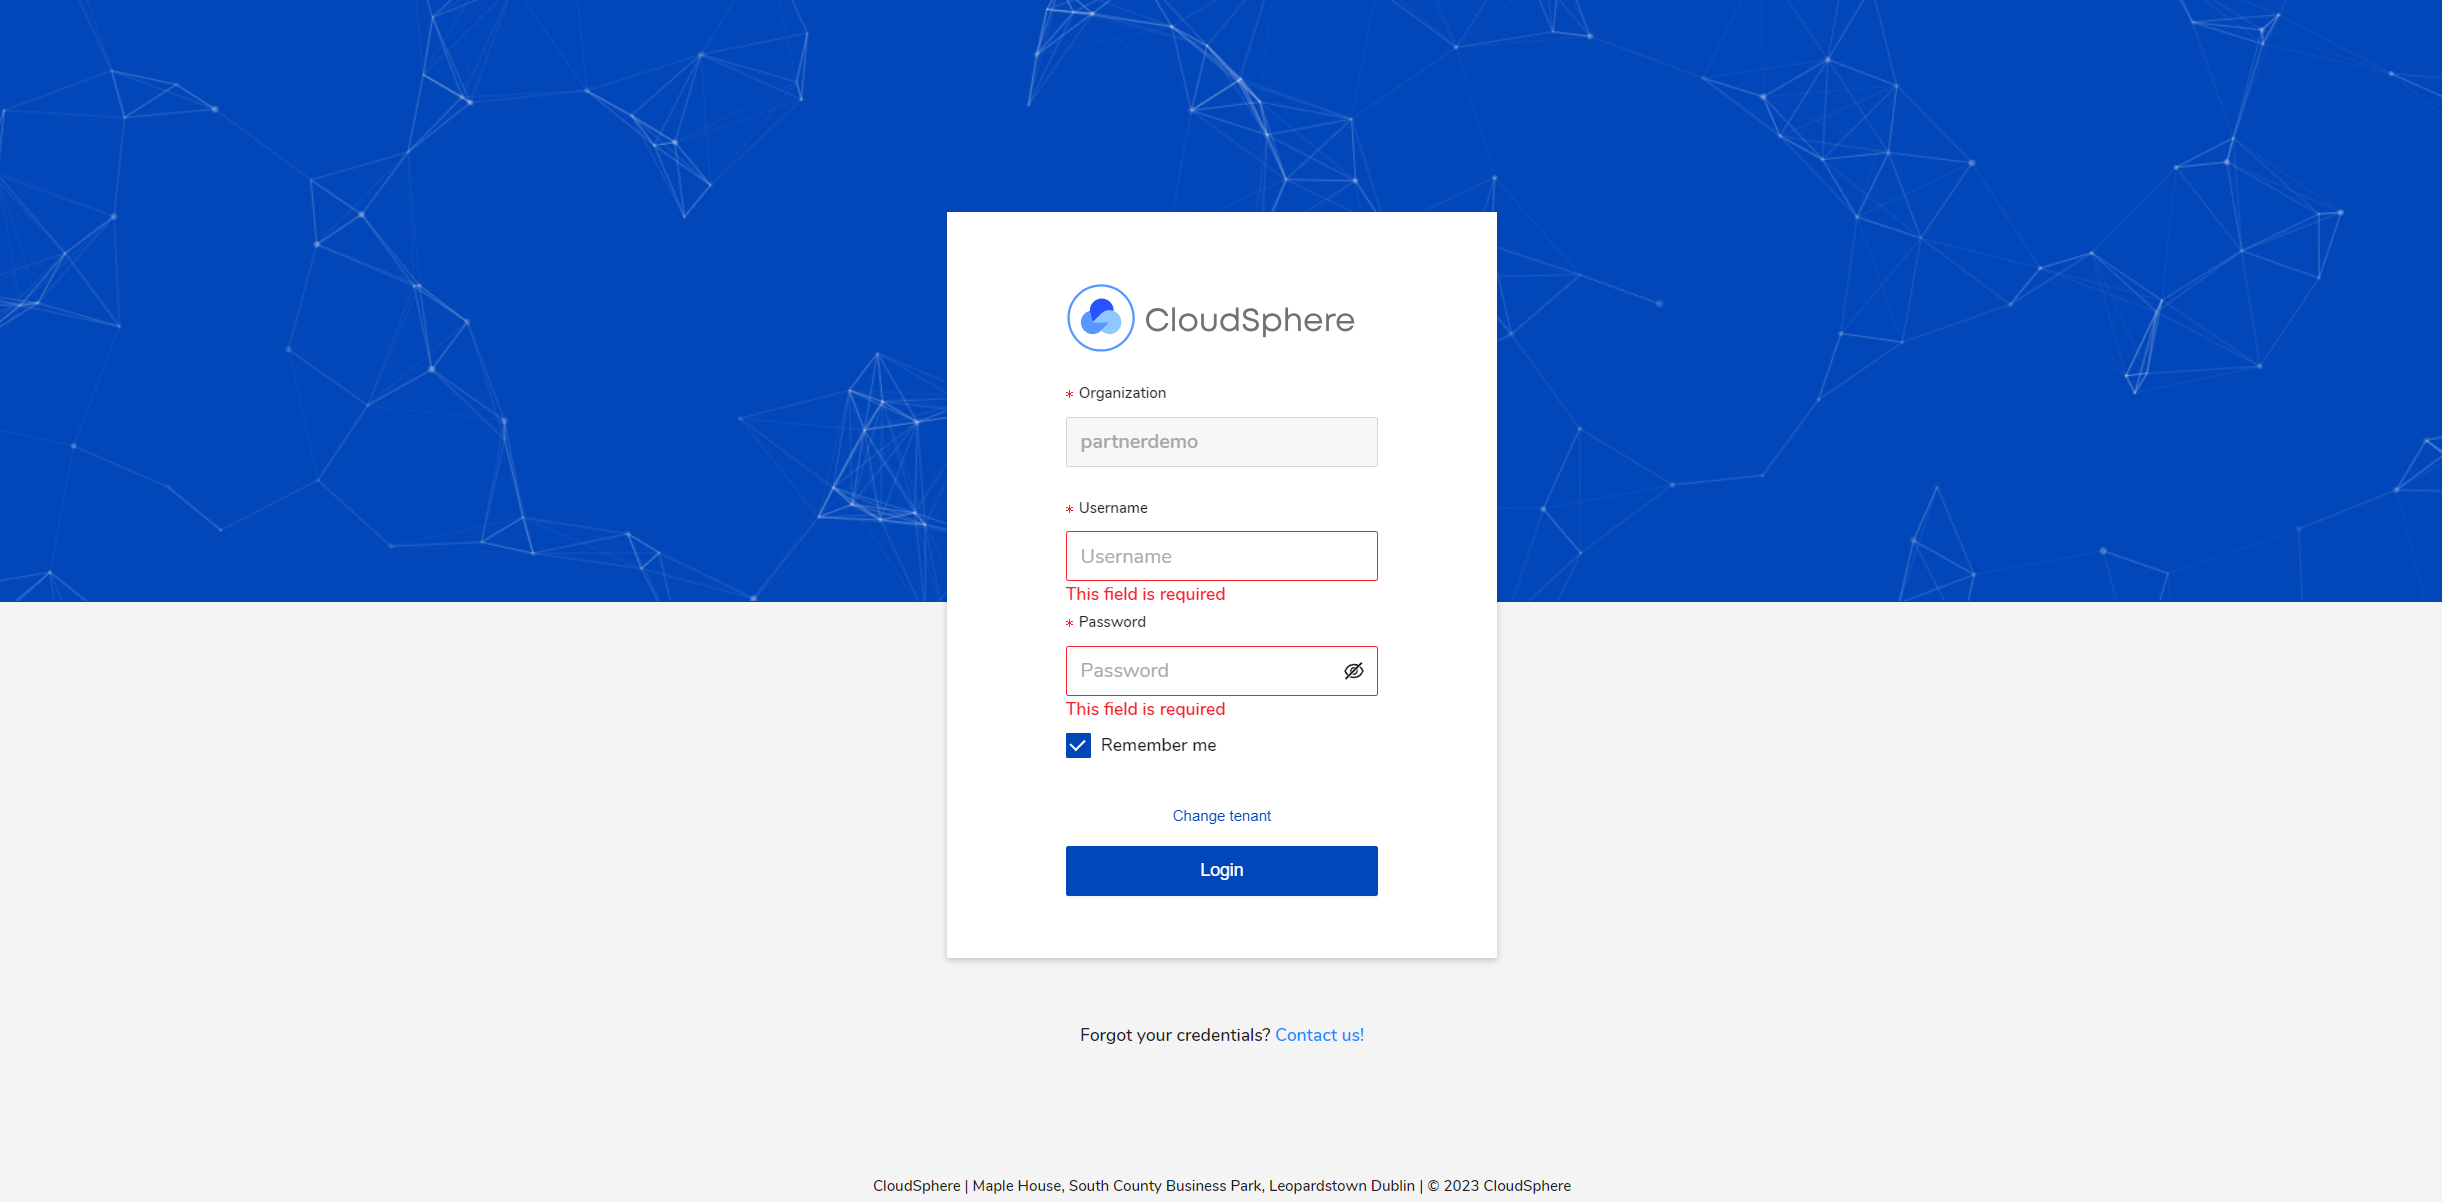 CloudSphere
* Organization
partnerdemo
* Username
Username
This field is required
* Password
Password
This field is required
Remember me
Change tenant
Login
Forgot your credentials? Contact us!
CloudSphere | Maple House, South County Business Park, Leopardstown Dublin | © 2023 CloudSphere